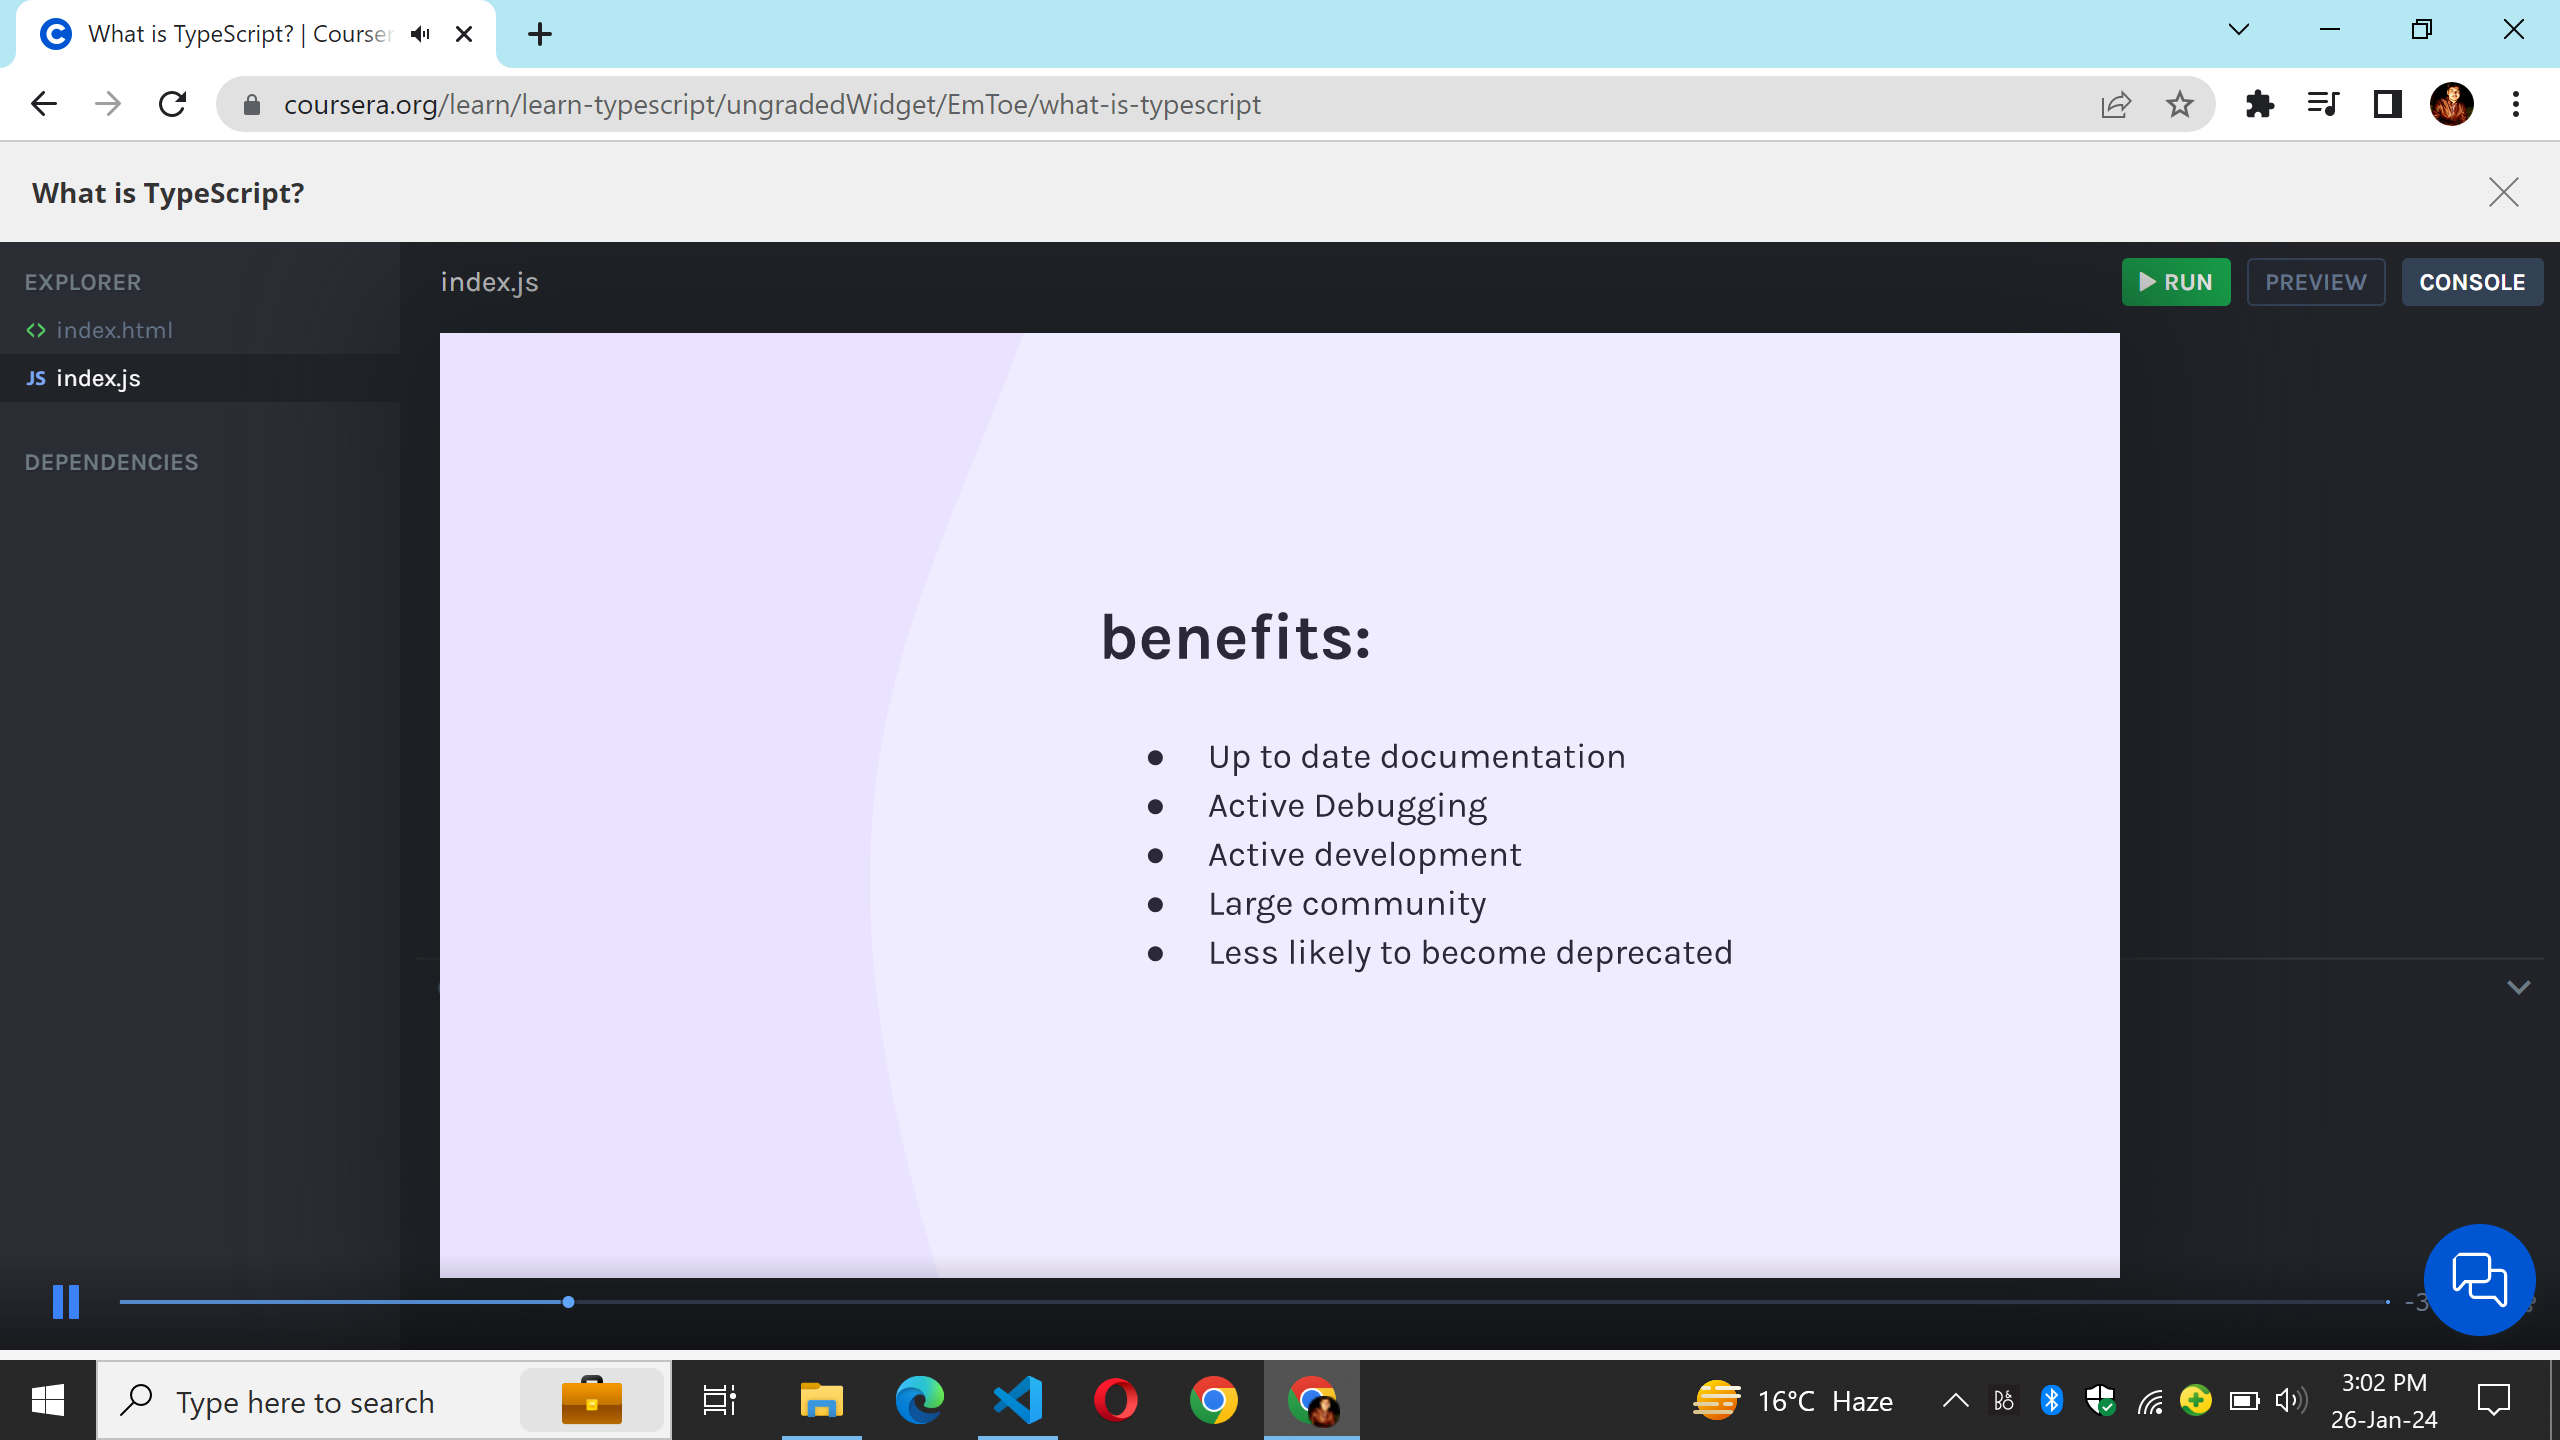 What is TypeScript? | Courser
coursera.org/learn/learn-typescript/ungradedWidget/EmToe/what-is-typescript
What is TypeScript?
EXPLORER
index.js
RUN
PREVIEW
CONSOLE
<> index.html
JS index.js
DEPENDENCIES
benefits:
● Up to date documentation
● Active Debugging
● Active development
● Large community
● Less likely to become deprecated
Type here to search
16°C Haze
3:02 PM
26-Jan-24